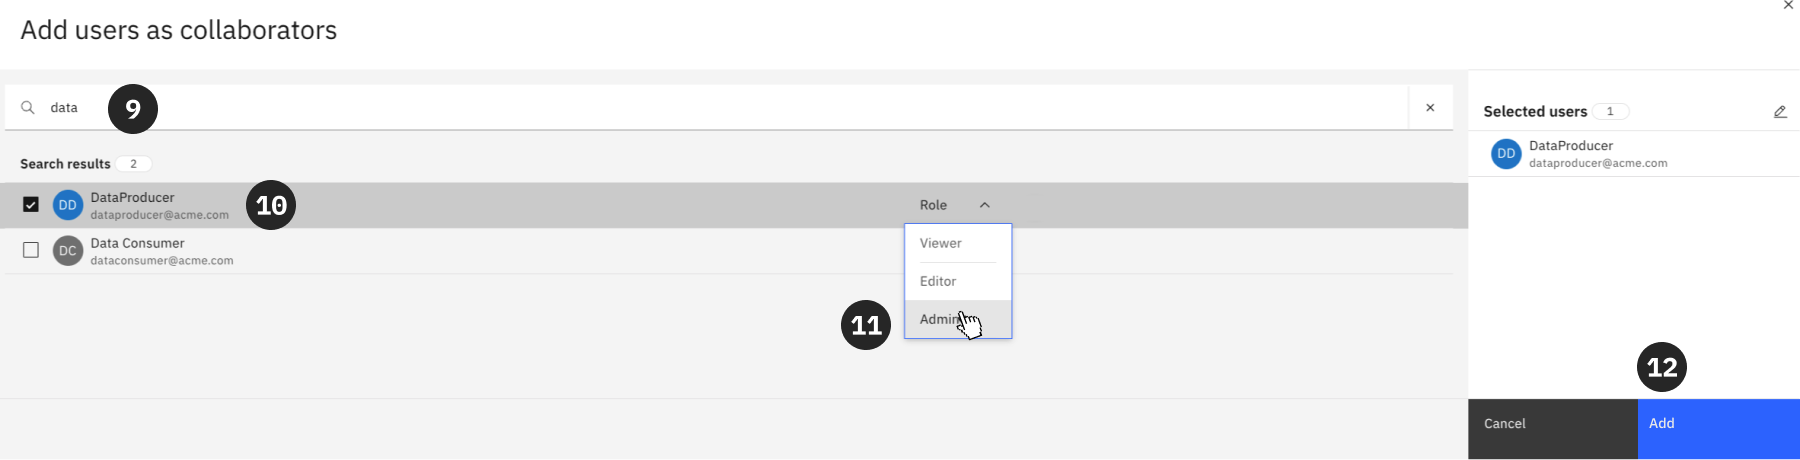 Add users as collaborators
×
data
9
×
Search results 2
DD DataProducer
dataproducer@acme.com
10
Role
DC Data Consumer
dataconsumer@acme.com
Viewer
Editor
Admin
11
Selected users 1
DD DataProducer
dataproducer@acme.com
12
Cancel
Add